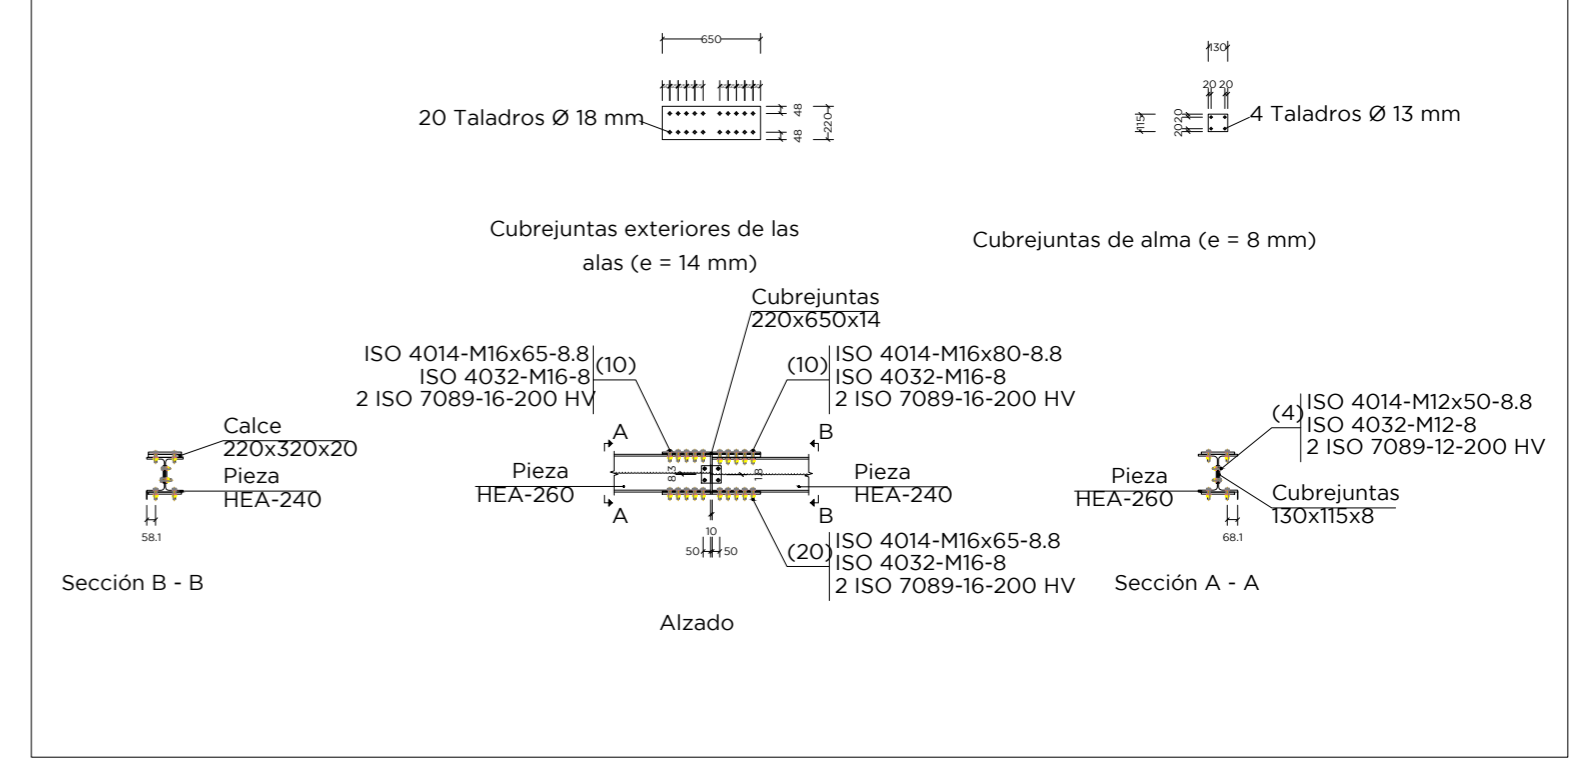 650
20 Taladros Ø 18 mm
48
48
220
130
20 20
115
20
20
4 Taladros Ø 13 mm
Cubrejuntas exteriores de las
alas (e = 14 mm)
Cubrejuntas de alma (e = 8 mm)
Cubrejuntas
220x650x14
ISO 4014-M16x65-8.8
ISO 4032-M16-8
2 ISO 7089-16-200 HV
(10)
(10)
ISO 4014-M16x80-8.8
ISO 4032-M16-8
2 ISO 7089-16-200 HV
(4)
ISO 4014-M12x50-8.8
ISO 4032-M12-8
2 ISO 7089-12-200 HV
Calce
220x320x20
Pieza
HEA-240
58.1
Sección B - B
A
B
Pieza
HEA-260
8.3
1.8
Pieza
HEA-240
A
B
10
50
50
(20)
ISO 4014-M16x65-8.8
ISO 4032-M16-8
2 ISO 7089-16-200 HV
Alzado
Pieza
HEA-260
Cubrejuntas
130x115x8
68.1
Sección A - A